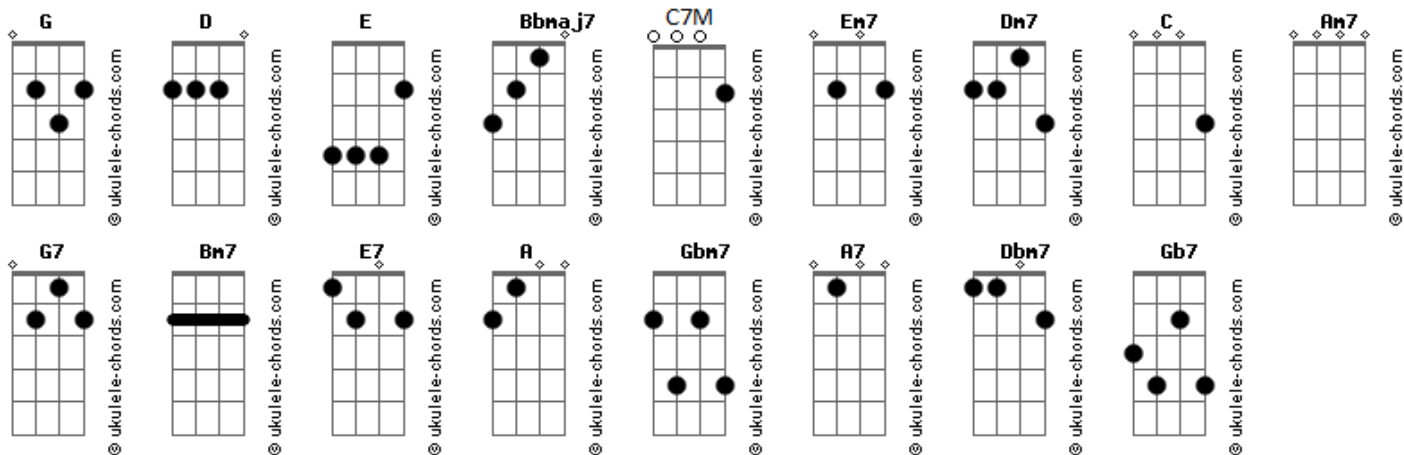 G D E Bbmaj7 C7M Em7 Dm7 C Am7
© ukulele-chords.com © ukulele-chords.com © ukulele-chords.com © ukulele-chords.com © ukulele-chords.com © ukulele-chords.com © ukulele-chords.com © ukulele-chords.com © ukulele-chords.com
G7 Bm7 E7 A Gbm7 A7 Dbm7 Gb7
© ukulele-chords.com © ukulele-chords.com © ukulele-chords.com © ukulele-chords.com © ukulele-chords.com © ukulele-chords.com © ukulele-chords.com © ukulele-chords.com